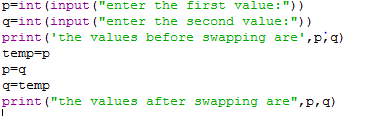 p=int(input("enter the first value:"))
q=int(input("enter the second value:"))
print('the values before swapping are',p,q)
temp=p
p=q
q=temp
print("the values after swapping are",p,q)